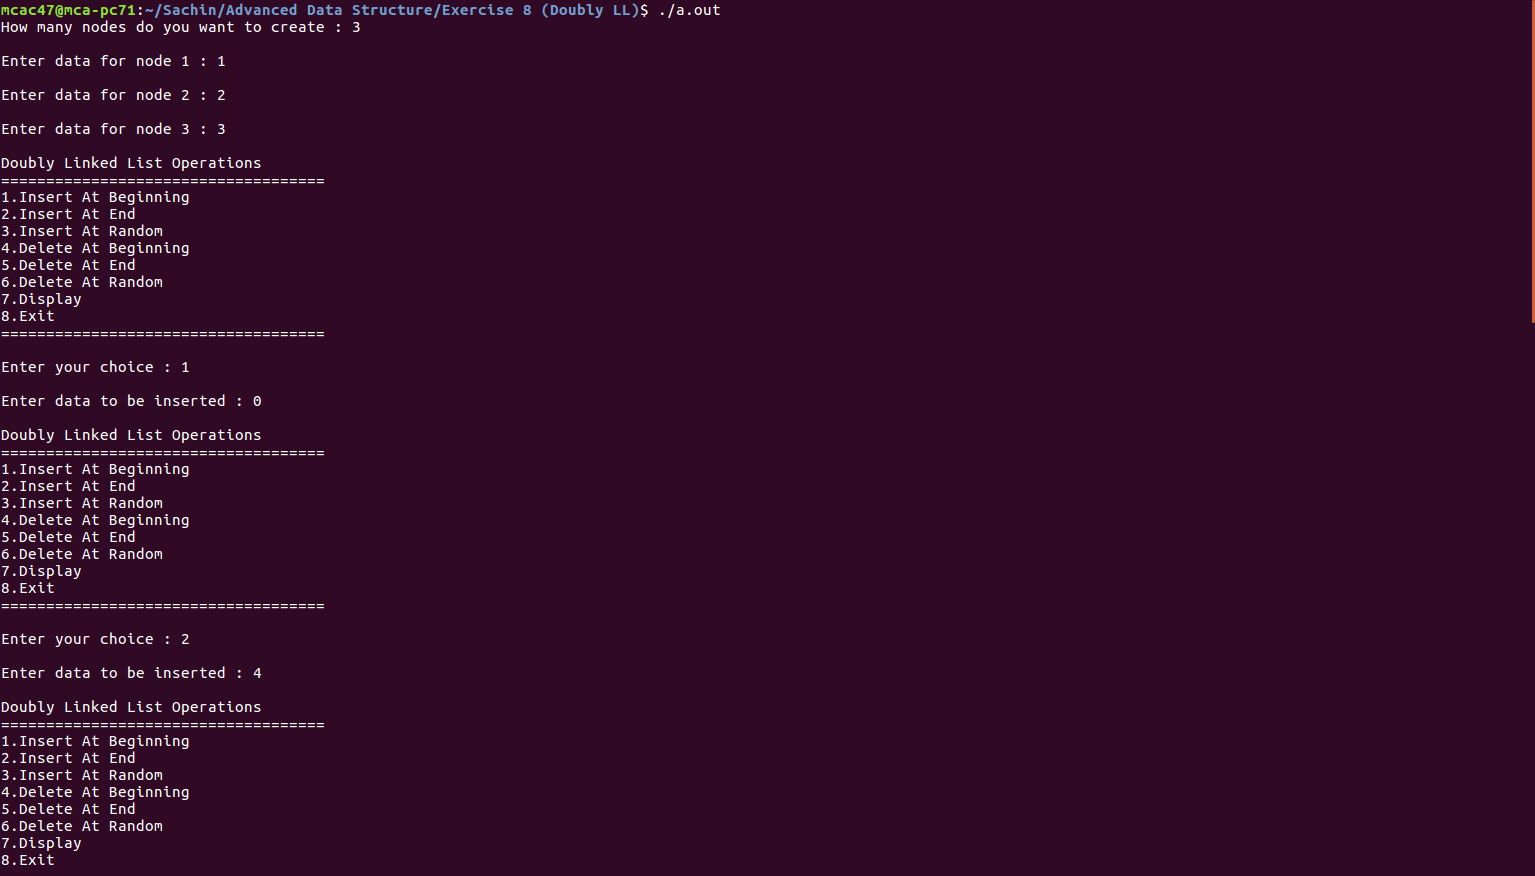 mcac47@mca-pc71:~/Sachin/Advanced Data Structure/Exercise 8 (Doubly LL)$ ./a.out
How many nodes do you want to create : 3
Enter data for node 1 : 1
Enter data for node 2 : 2
Enter data for node 3 : 3
Doubly Linked List Operations
====================================
1.Insert At Beginning
2.Insert At End
3.Insert At Random
4.Delete At Beginning
5.Delete At End
6.Delete At Random
7.Display
8.Exit
====================================
Enter your choice : 1
Enter data to be inserted : 0
Doubly Linked List Operations
====================================
1.Insert At Beginning
2.Insert At End
3.Insert At Random
4.Delete At Beginning
5.Delete At End
6.Delete At Random
7.Display
8.Exit
====================================
Enter your choice : 2
Enter data to be inserted : 4
Doubly Linked List Operations
====================================
1.Insert At Beginning
2.Insert At End
3.Insert At Random
4.Delete At Beginning
5.Delete At End
6.Delete At Random
7.Display
8.Exit